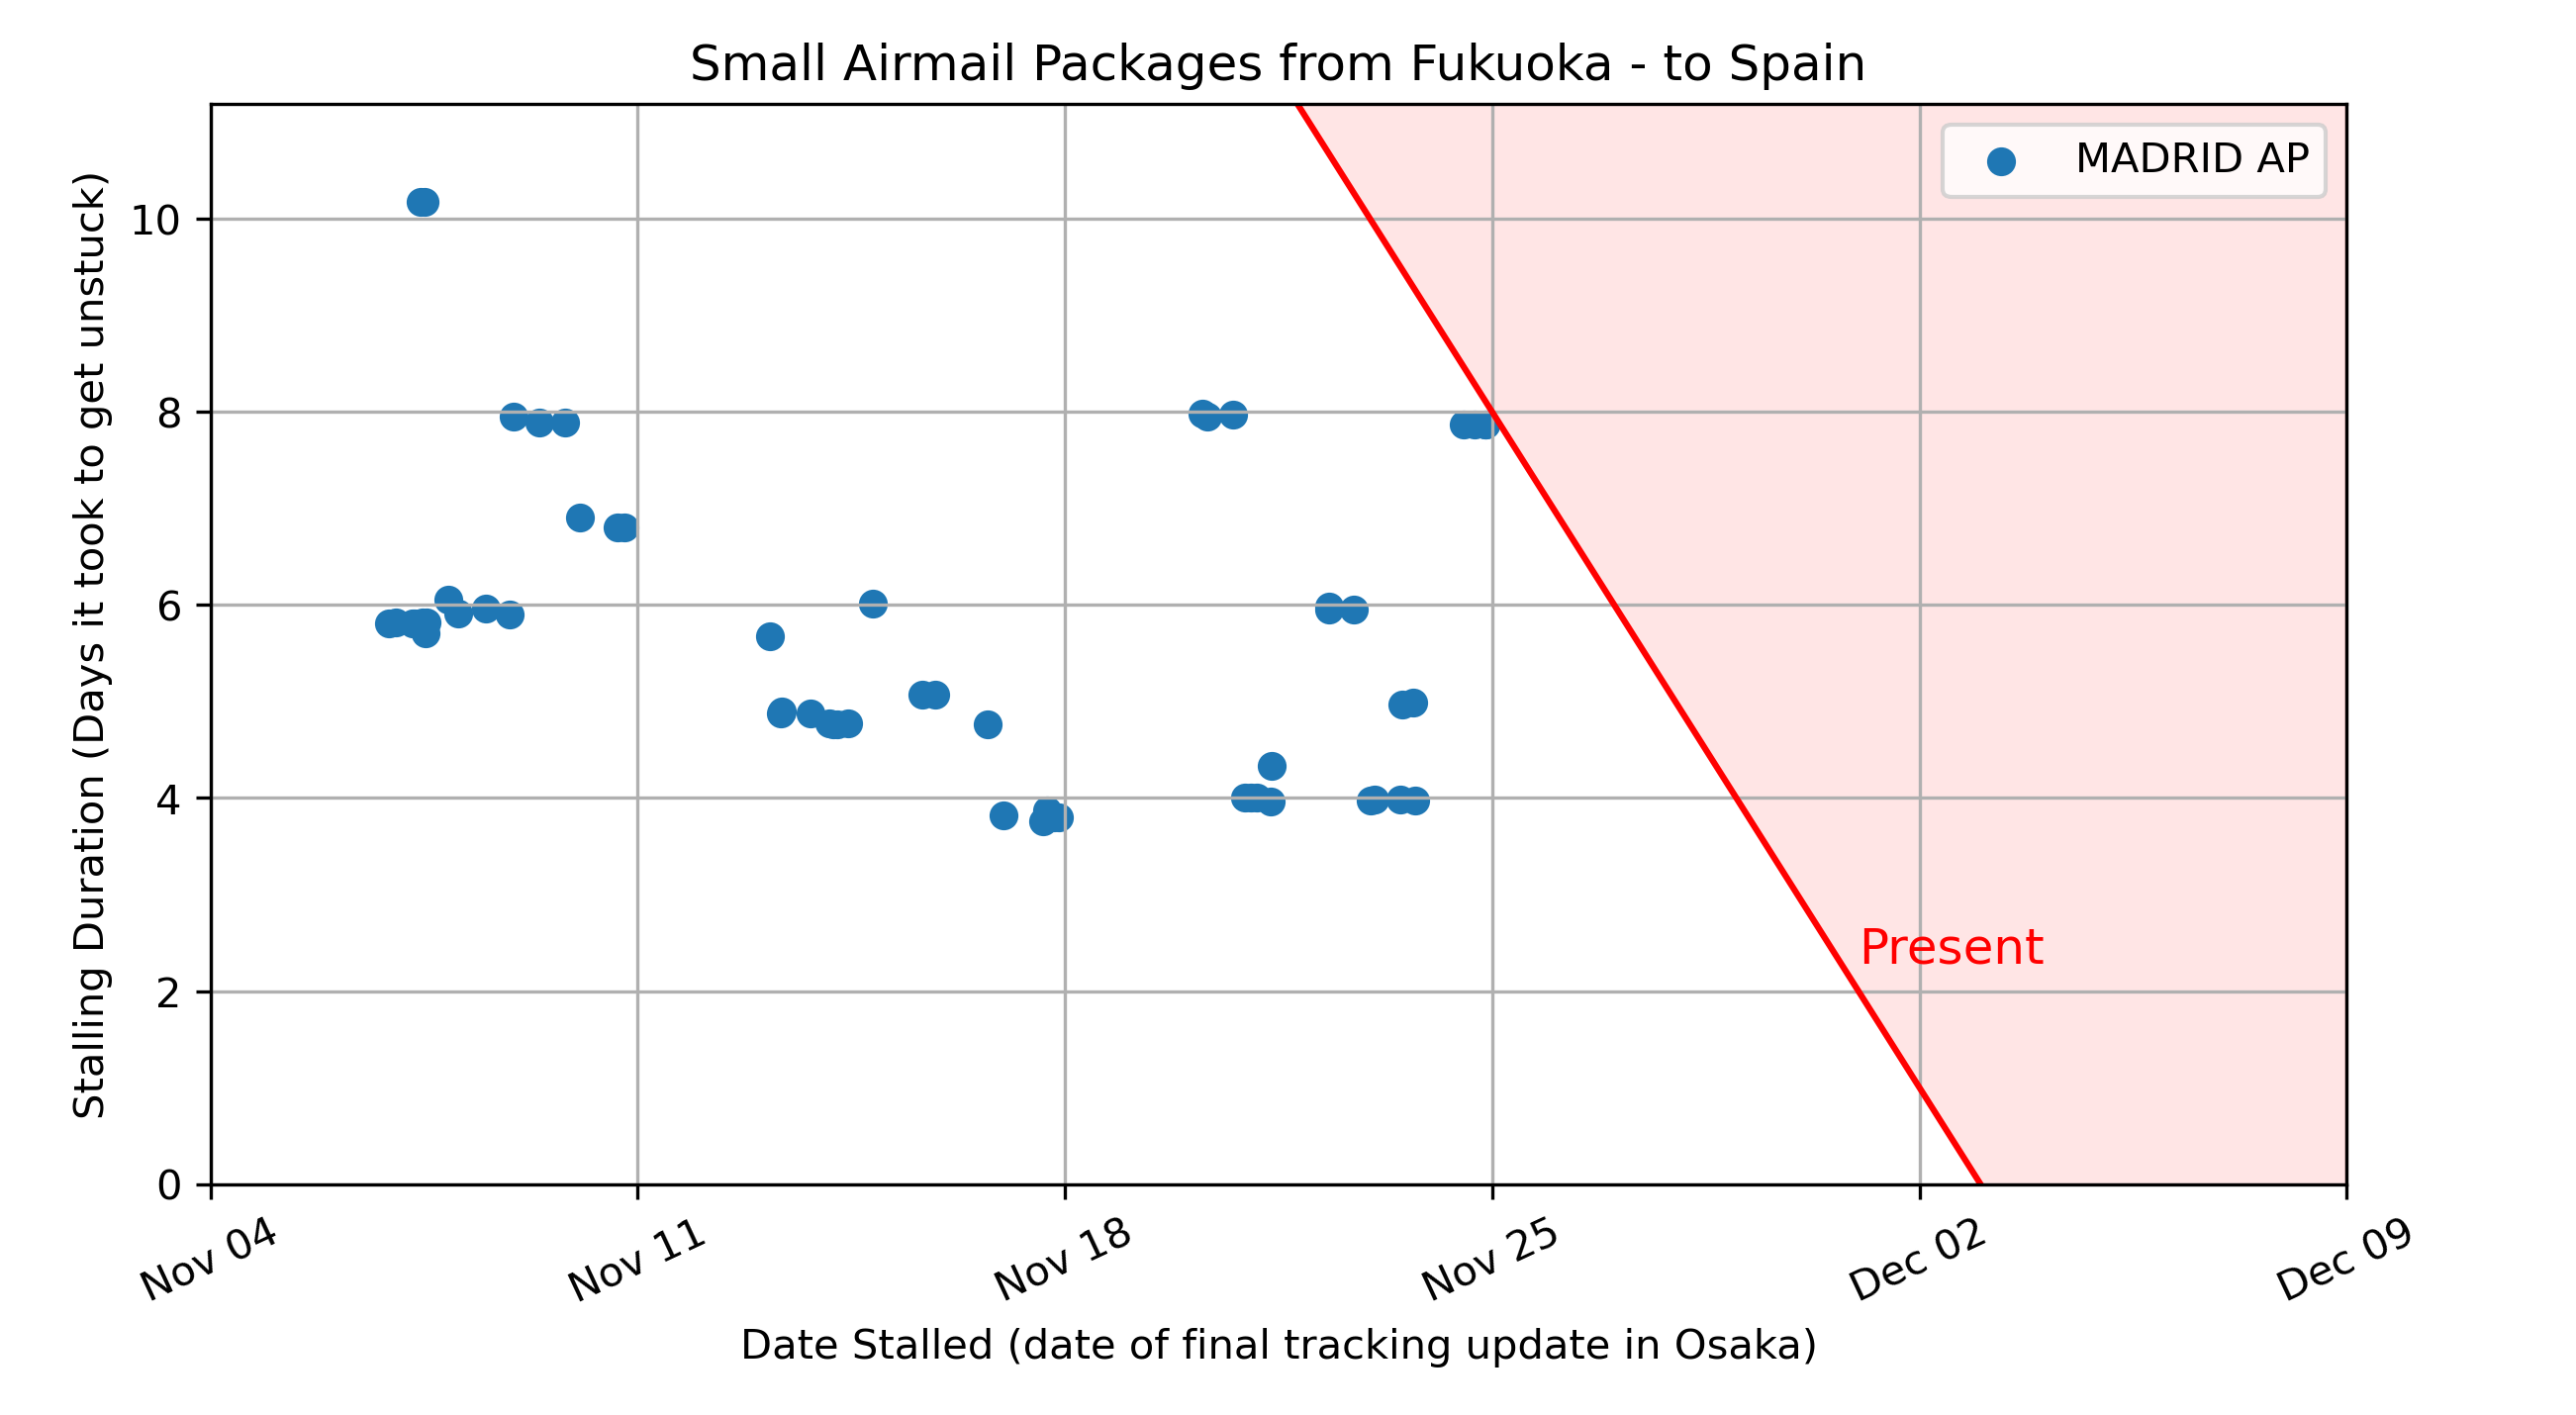 Small Airmail Packages from Fukuoka - to Spain
MADRID AP
Stalling Duration (Days it took to get unstuck)
10
8
6
4
2
0
Present
Nov 04
Nov 11
Nov 18
Nov 25
Dec 02
Dec 09
Date Stalled (date of final tracking update in Osaka)